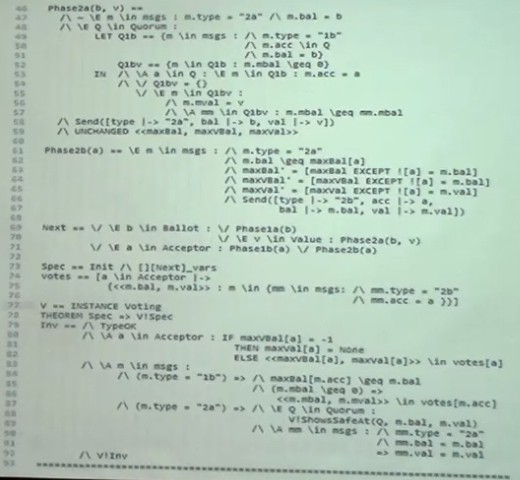 46 Phase2a(b, v) ==
47 /\ ~ \E m \in msgs : m.type = "2a" /\ m.bal = b
48 /\ \E Q \in Quorum :
49 LET Q1b == {m \in msgs : /\ m.type = "1b"
50 /\ m.acc \in Q
51 /\ m.bal = b}
52 Q1bv == {m \in Q1b : m.mbal \geq 0}
53 IN /\ \A a \in Q : \E m \in Q1b : m.acc = a
54 /\ \/ Q1bv = {}
55 \/ \E m \in Q1bv :
56 /\ m.mval = v
57 /\ \A mm \in Q1bv : m.mbal \geq mm.mbal
58 /\ Send([type |-> "2a", bal |-> b, val |-> v])
59 /\ UNCHANGED <<maxBal, maxVBal, maxVal>>
60
61 Phase2b(a) == \E m \in msgs : /\ m.type = "2a"
62 /\ m.bal \geq maxBal[a]
63 /\ maxBal' = [maxBal EXCEPT ![a] = m.bal]
64 /\ maxVBal' = [maxVBal EXCEPT ![a] = m.bal]
65 /\ maxVal' = [maxVal EXCEPT ![a] = m.val]
66 /\ Send([type |-> "2b", acc |-> a,
67 bal |-> m.bal, val |-> m.val])
68
69 Next == \/ \E b \in Ballot : \/ Phase1a(b)
70 \/ \E v \in Value : Phase2a(b, v)
71 \/ \E a \in Acceptor : Phase1b(a) \/ Phase2b(a)
72
73 Spec == Init /\ [][Next]_vars
74 votes == [a \in Acceptor |->
75 {<<m.bal, m.val>> : m \in {mm \in msgs: /\ mm.type = "2b"
76 /\ mm.acc = a }}]
77 V == INSTANCE Voting
78 THEOREM Spec => V!Spec
79 Inv == /\ TypeOK
80 /\ \A a \in Acceptor : IF maxVBal[a] = -1
81 THEN maxVal[a] = None
82 ELSE <<maxVBal[a], maxVal[a]>> \in votes[a]
83 /\ \A m \in msgs :
84 /\ (m.type = "1b") => /\ maxBal[m.acc] \geq m.bal
85 /\ (m.mbal \geq 0) =>
86 <<m.mbal, m.mval>> \in votes[m.acc]
87 /\ (m.type = "2a") => /\ \E Q \in Quorum :
88 V!ShowsSafeAt(Q, m.bal, m.val)
89 /\ \A mm \in msgs : /\ mm.type = "2a"
90 /\ mm.bal = m.bal
91 => mm.val = m.val
92 /\ V!Inv
93